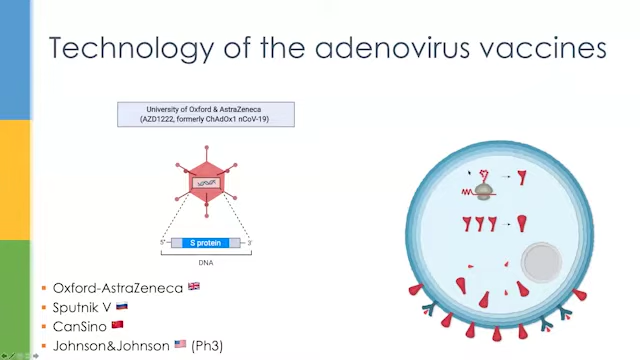 Technology of the adenovirus vaccines
University of Oxford & AstraZeneca
(AZD1222, formerly ChAdOx1 nCoV-19)
5'
S protein
3'
DNA
Oxford-AstraZeneca 🇬🇧
Sputnik V 🇷🇺
CanSino 🇨🇳
Johnson&Johnson 🇺🇸 (Ph3)